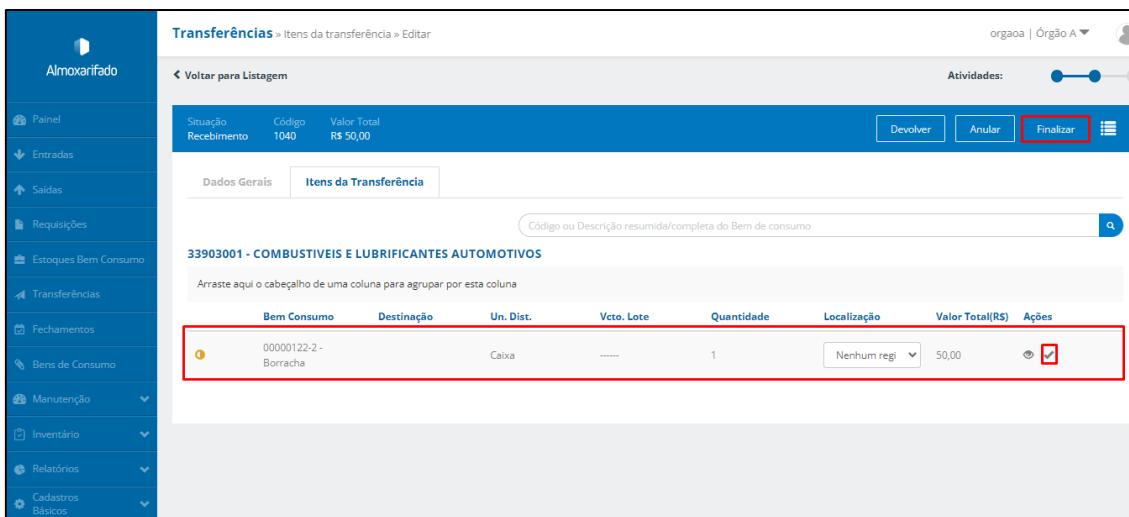 Transferências » Itens da transferência » Editar
orgaoa | Órgão A
Almoxarifado
Voltar para Listagem
Atividades:
Painel
Entradas
Saídas
Requisições
Estoques Bem Consumo
Transferências
Fechamentos
Bens de Consumo
Manutenção
Inventário
Relatórios
Cadastros
Básicos
Situação Código Valor Total
Recebimento 1040 R$ 50,00
Devolver Anular Finalizar
Dados Gerais Itens da Transferência
Código ou Descrição resumida/completa do Bem de consumo
33903001 - COMBUSTIVEIS E LUBRIFICANTES AUTOMOTIVOS
Arraste aqui o cabeçalho de uma coluna para agrupar por esta coluna
Bem Consumo Destinação Un. Dist. Vcto. Lote Quantidade Localização Valor Total(R$) Ações
00000122-2 -
Borracha
Caixa ------ 1 Nenhum regi 50,00